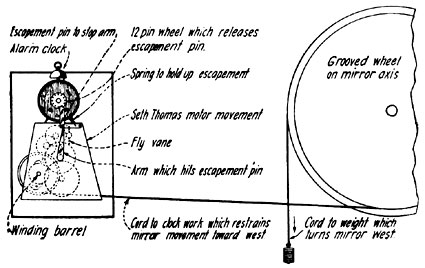 Escapement pin to stop arm,
Alarm clock
12 pin wheel which releases
escapement pin.
Spring to hold up escapement
Seth Thomas motor movement
Fly vane
Arm which hits escapement pin
Winding barrel
Cord to clock work which restrains
mirror movement toward west
Grooved wheel
on mirror axis
Cord to weight which
turns mirror west